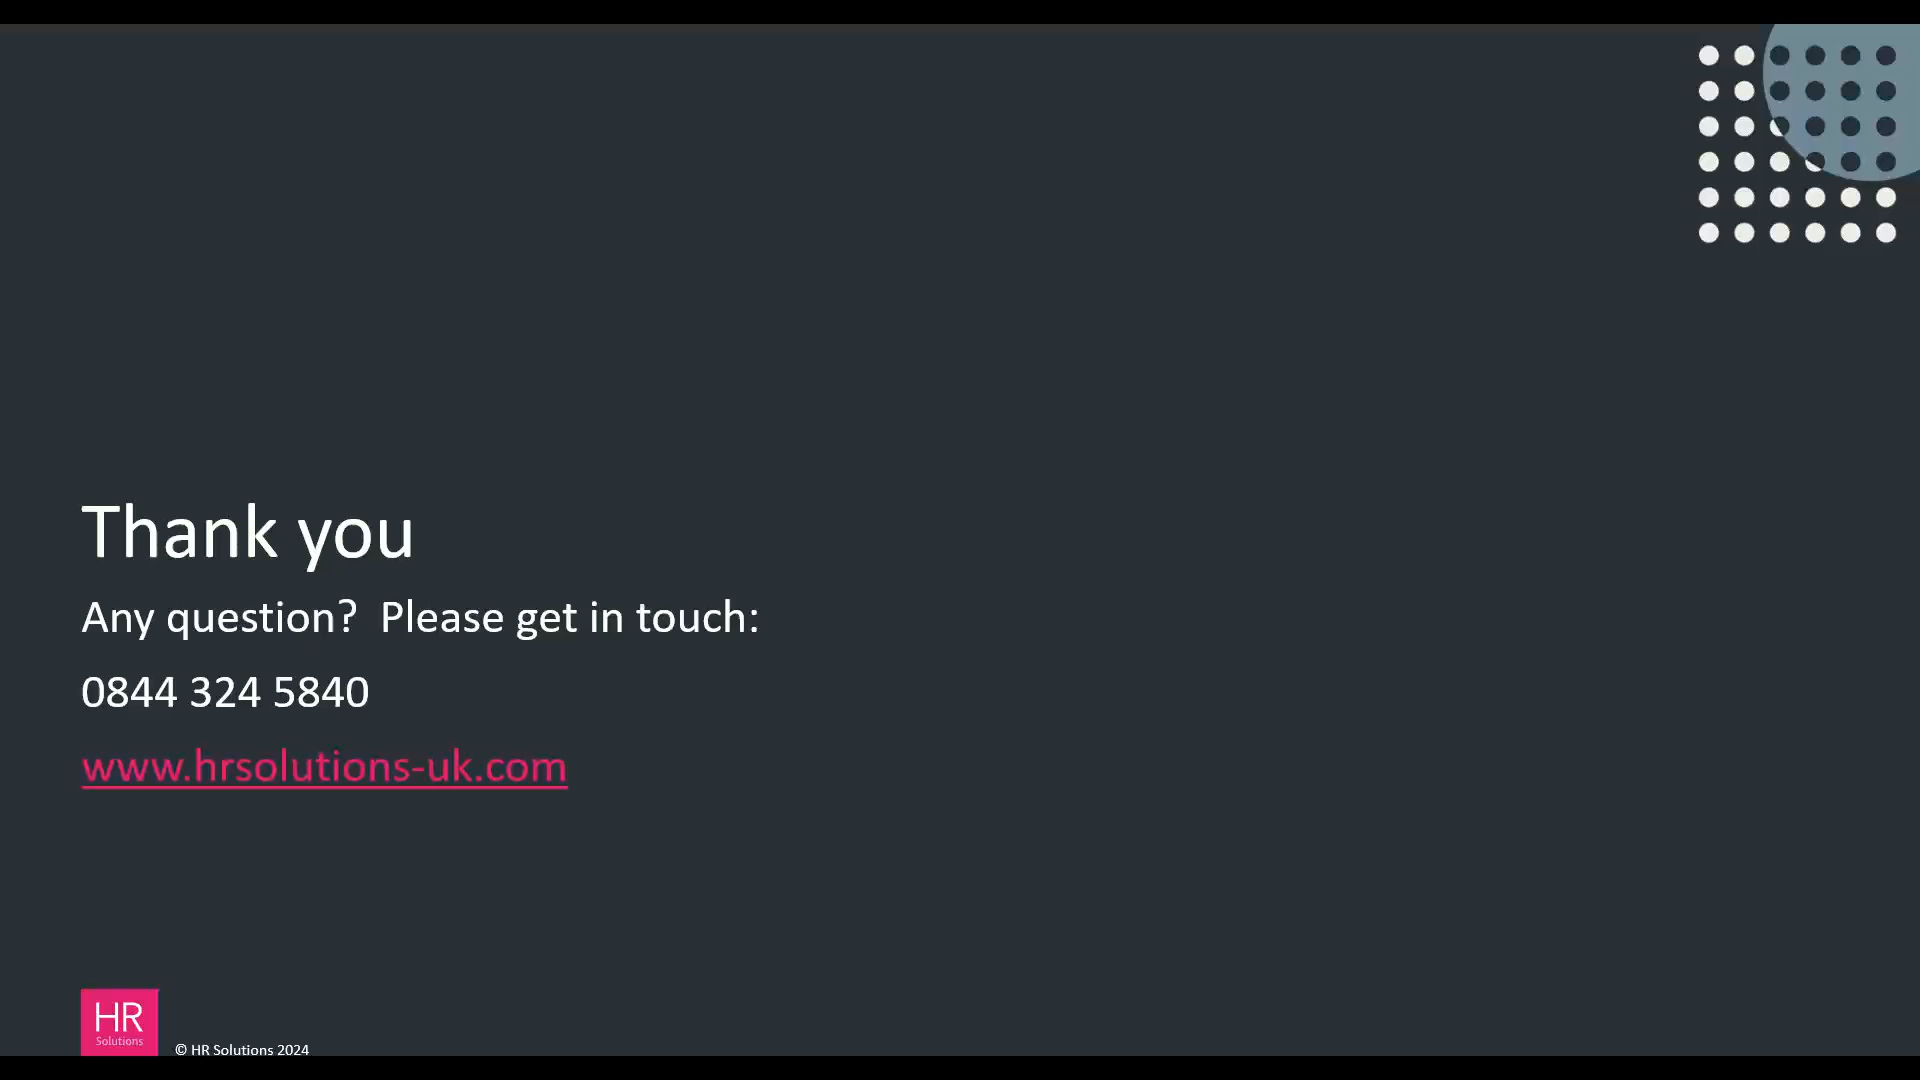 Thank you
Any question?  Please get in touch:
0844 324 5840
www.hrsolutions-uk.com
HR
Solutions
© HR Solutions 2024